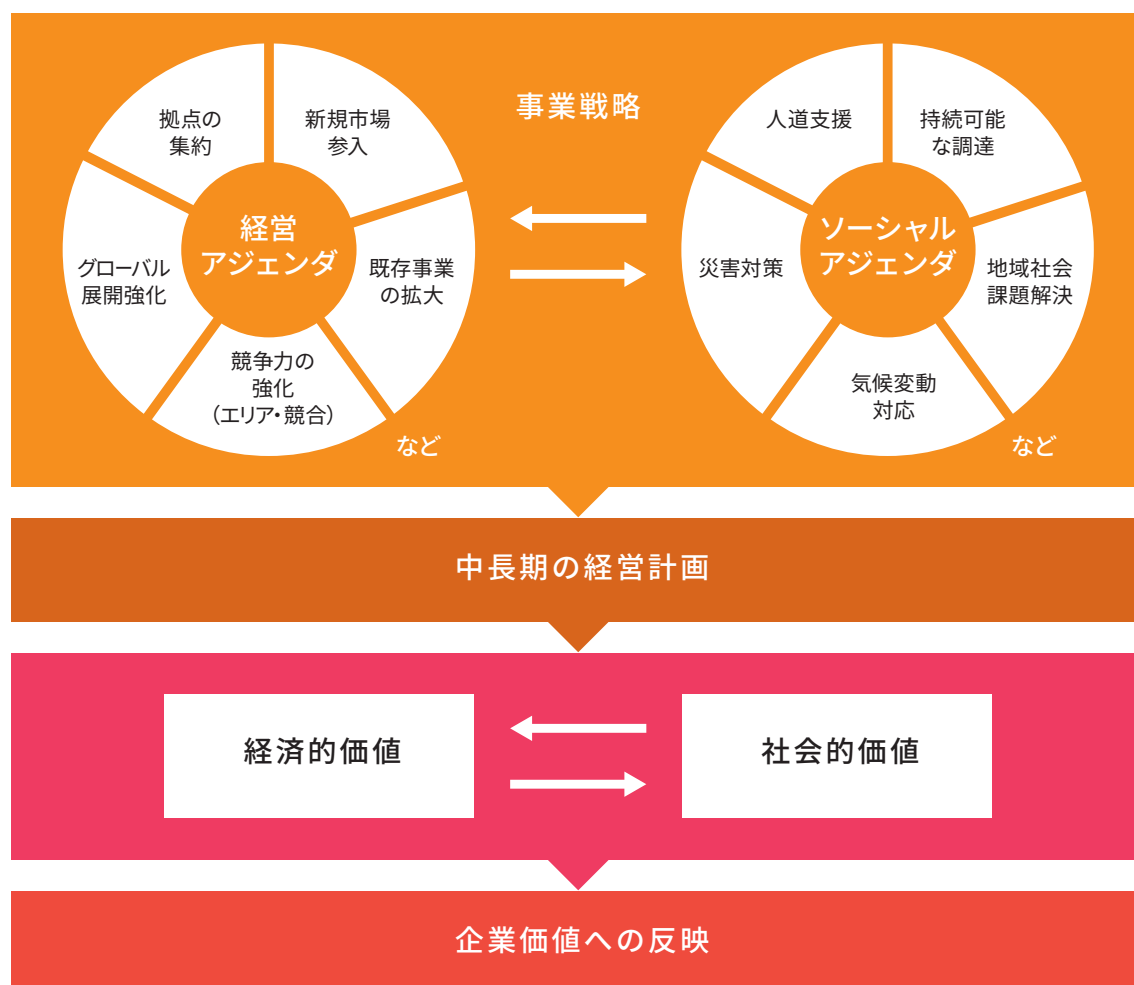 事業戦略
拠点の
集約
新規市場
参入
経営
アジェンダ
グローバル
展開強化
既存事業
の拡大
競争力の
強化
（エリア・競合）
など
人道支援
持続可能
な調達
ソーシャル
アジェンダ
災害対策
地域社会
課題解決
気候変動
対応
など
中長期の経営計画
経済的価値
社会的価値
企業価値への反映